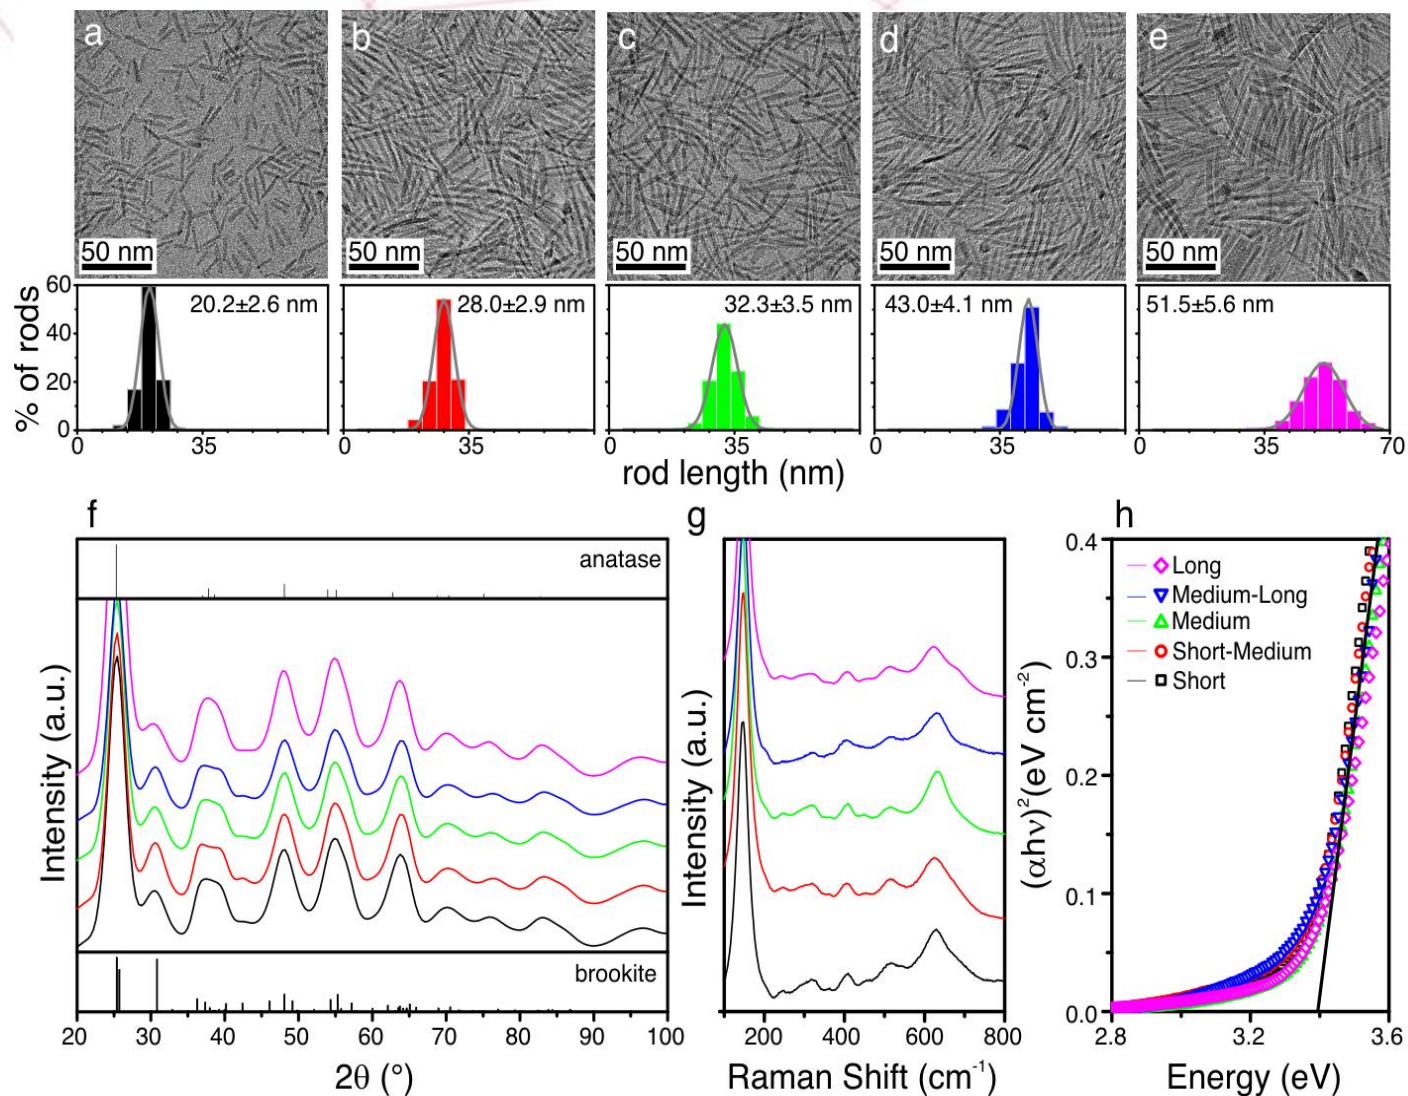 a b c d e
50 nm 50 nm 50 nm 50 nm 50 nm
20.2±2.6 nm 28.0±2.9 nm 32.3±3.5 nm 43.0±4.1 nm 51.5±5.6 nm
60
40
20
0
% of rods
0 35 0 35 0 35 0 35 0 35 70
rod length (nm)
f
anatase
Intensity (a.u.)
brookite
20 30 40 50 60 70 80 90 100
2θ (°)
g
Intensity (a.u.)
200 400 600 800
Raman Shift (cm⁻¹)
h
Long
Medium-Long
Medium
Short-Medium
Short
0.4
0.3
0.2
0.1
0.0
(αhν)²(eV cm⁻²)
2.8 3.2 3.6
Energy (eV)